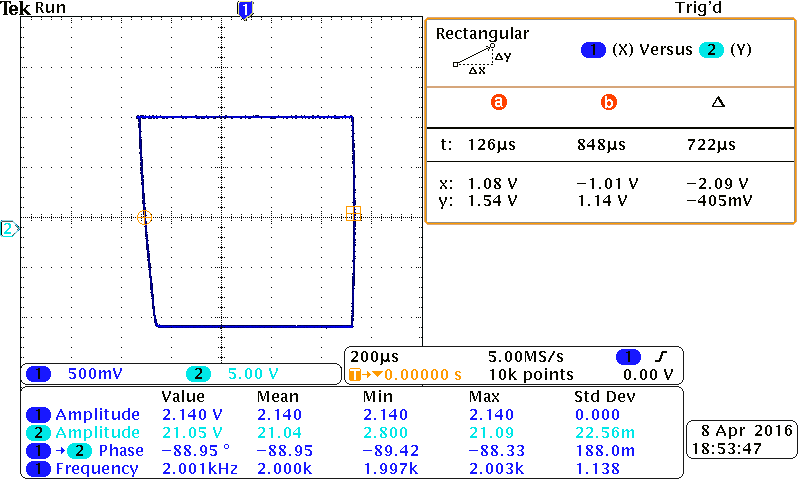 Tek Run Trig'd
1
Rectangular
Δy
Δx
1 (X) Versus 2 (Y)
a b Δ
t: 126µs 848µs 722µs
x: 1.08 V −1.01 V −2.09 V
y: 1.54 V 1.14 V −405mV
2
1 500mV 2 5.00 V
200µs 5.00MS/s 1
T→▼0.00000 s 10k points 0.00 V
Value Mean Min Max Std Dev
1 Amplitude 2.140 V 2.140 2.140 2.140 0.000
2 Amplitude 21.05 V 21.04 2.800 21.09 22.56m
1 → 2 Phase −88.95 ° −88.95 −89.42 −88.33 188.0m
1 Frequency 2.001kHz 2.000k 1.997k 2.003k 1.138
8 Apr 2016
18:53:47